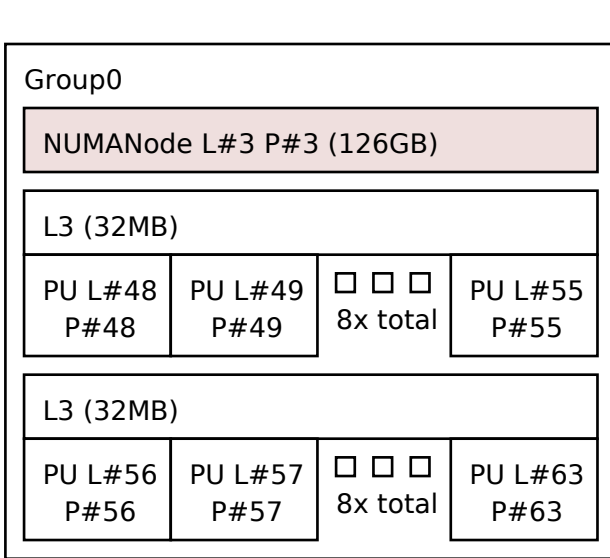 Group0
NUMANode L#3 P#3 (126GB)
L3 (32MB)
PU L#48
P#48
PU L#49
P#49
8x total
PU L#55
P#55
L3 (32MB)
PU L#56
P#56
PU L#57
P#57
8x total
PU L#63
P#63